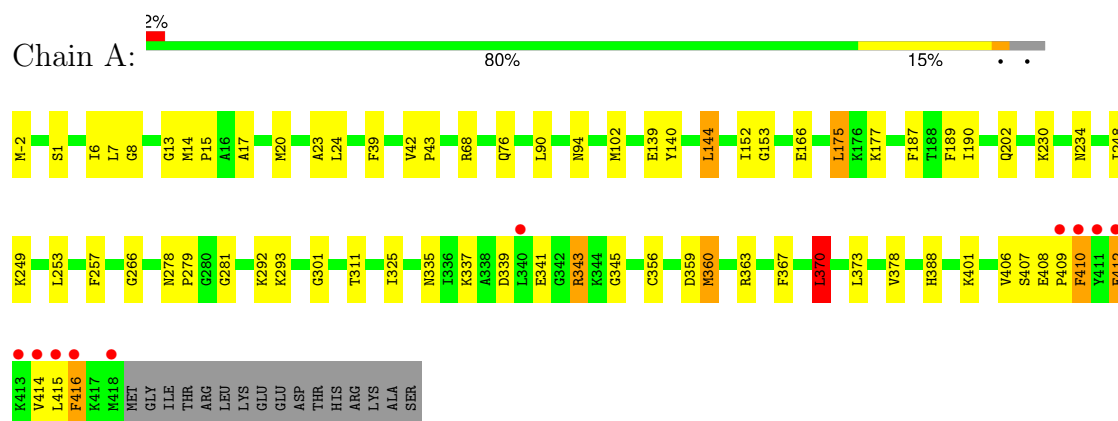 2%
Chain A:
80% 15% • •
M-2 S1 I6 L7 G8 G13 M14 P15 A16 A17 M20 A23 L24 F39 V42 P43 R68 Q76 L90 N94 M102 E139 Y140 L144 I152 G153 E166 L175 K176 K177 F187 T188 F189 I190 Q202 K230 N234
K249 L253 F257 G266 N278 P279 G280 G281 K292 K293 G301 T311 I325 N335 I336 K337 A338 D339 L340 E341 G342 R343 K344 G345 C356 D359 M360 R363 F367 L370 L373 V378 H388 K401 V406 S407 E408 P409 F410 Y411
K413 V414 L415 F416 K417 M418 MET GLY ILE THR ARG LEU LYS GLU GLU ASP THR HIS ARG LYS ALA SER